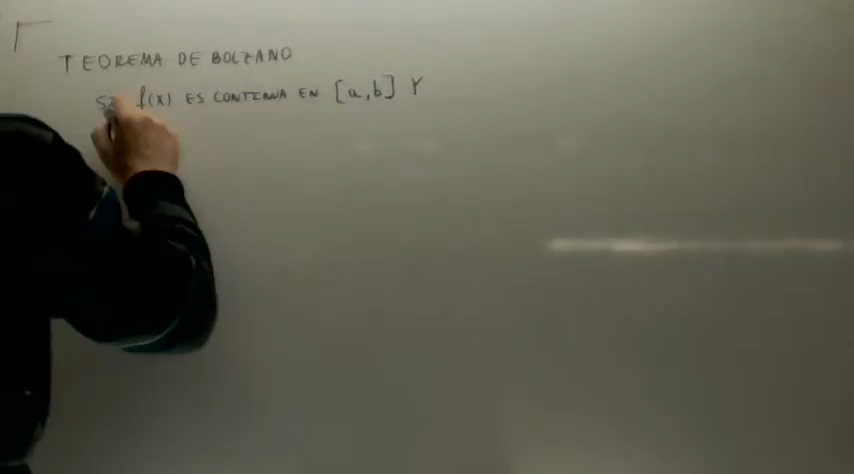 TEOREMA DE BOLZANO
SI f(x) ES CONTINUA EN [a,b] Y